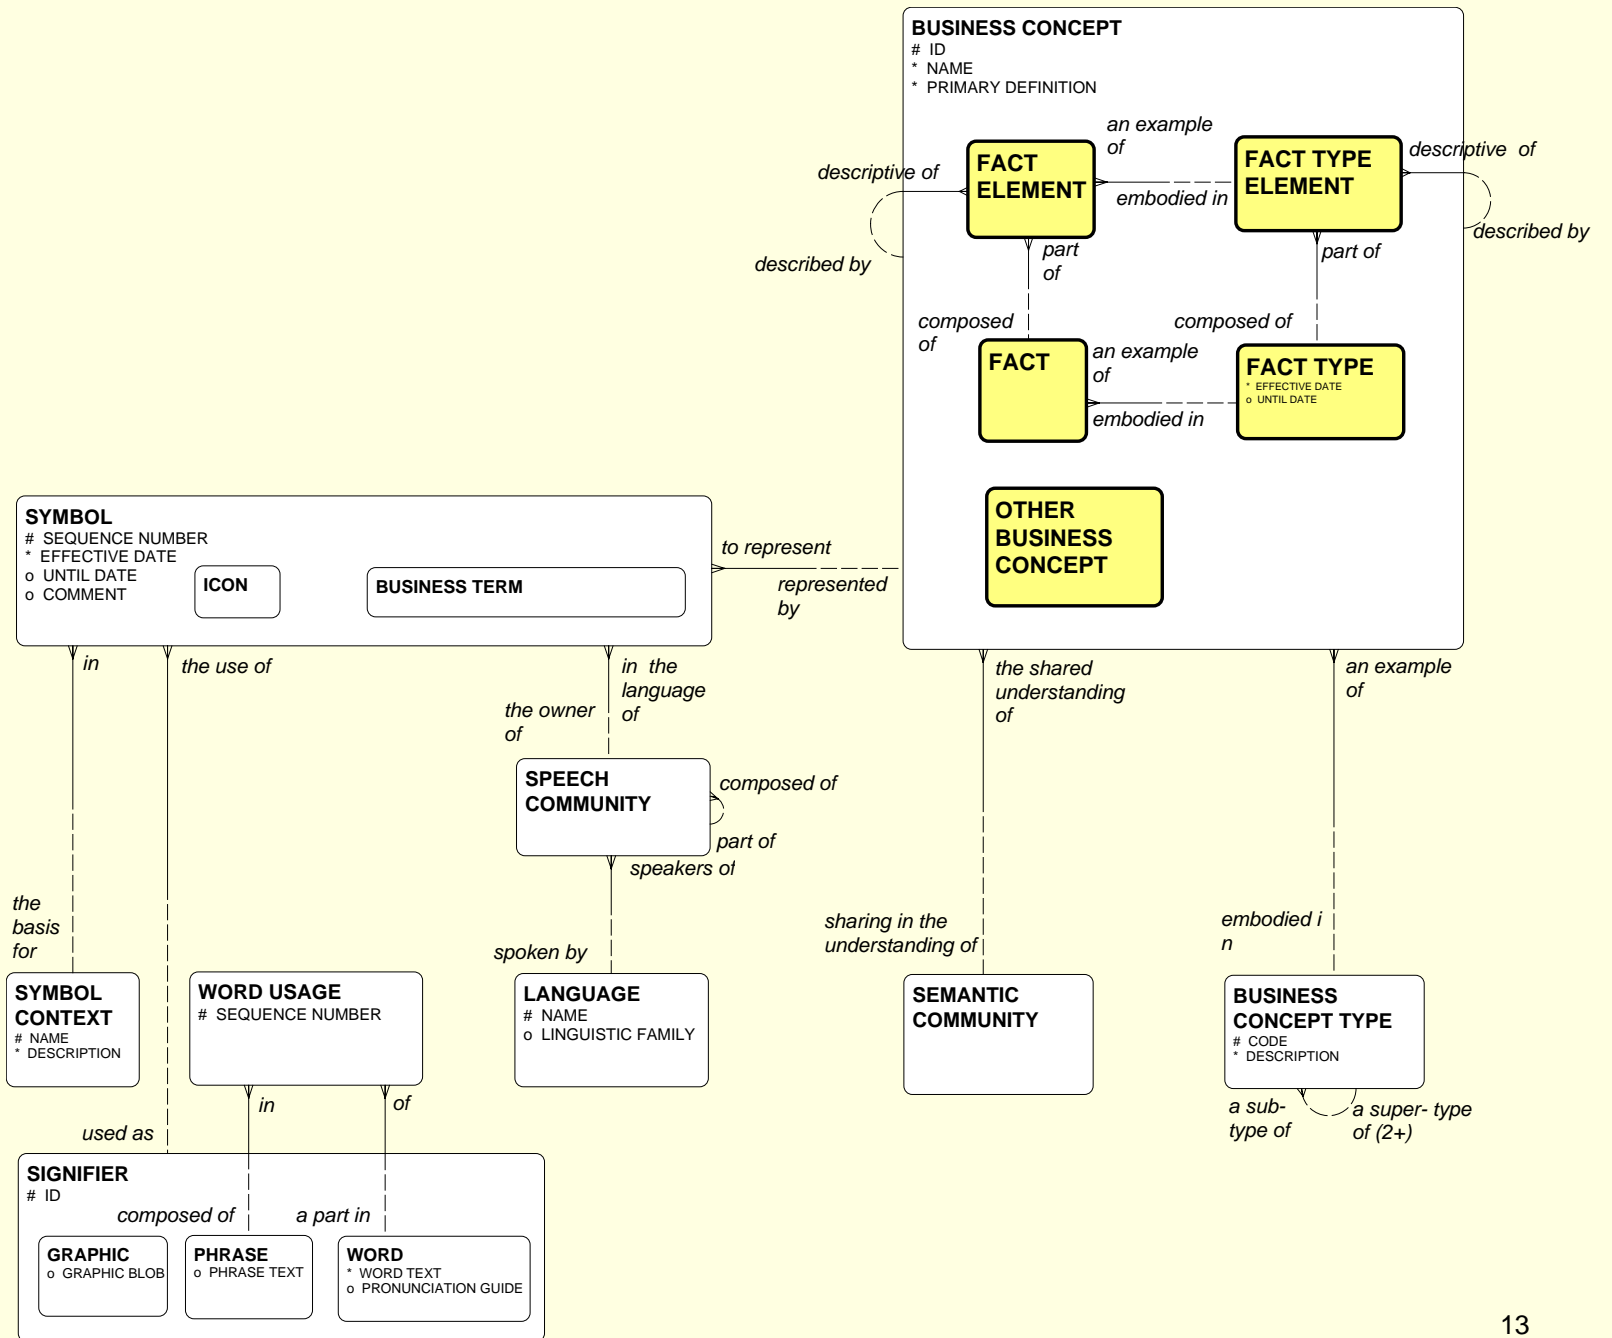 BUSINESS CONCEPT
# ID
* NAME
* PRIMARY DEFINITION
an example
of
FACT
ELEMENT
FACT TYPE
ELEMENT
descriptive of
descriptive of
embodied in
described by
described by
part
of
part of
composed
of
composed of
FACT
an example
of
FACT TYPE
* EFFECTIVE DATE
o UNTIL DATE
embodied in
OTHER
BUSINESS
CONCEPT
SYMBOL
# SEQUENCE NUMBER
* EFFECTIVE DATE
o UNTIL DATE
o COMMENT
ICON
BUSINESS TERM
to represent
represented
by
in
the use of
in the
language
of
the owner
of
the shared
understanding
of
an example
of
SPEECH
COMMUNITY
composed of
part of
speakers of
the
basis
for
spoken by
sharing in the
understanding of
embodied i
n
SYMBOL
CONTEXT
# NAME
* DESCRIPTION
WORD USAGE
# SEQUENCE NUMBER
LANGUAGE
# NAME
o LINGUISTIC FAMILY
SEMANTIC
COMMUNITY
BUSINESS
CONCEPT TYPE
# CODE
* DESCRIPTION
in
of
a sub-
type of
a super- type
of (2+)
used as
SIGNIFIER
# ID
composed of
a part in
GRAPHIC
o GRAPHIC BLOB
PHRASE
o PHRASE TEXT
WORD
* WORD TEXT
o PRONUNCIATION GUIDE
13